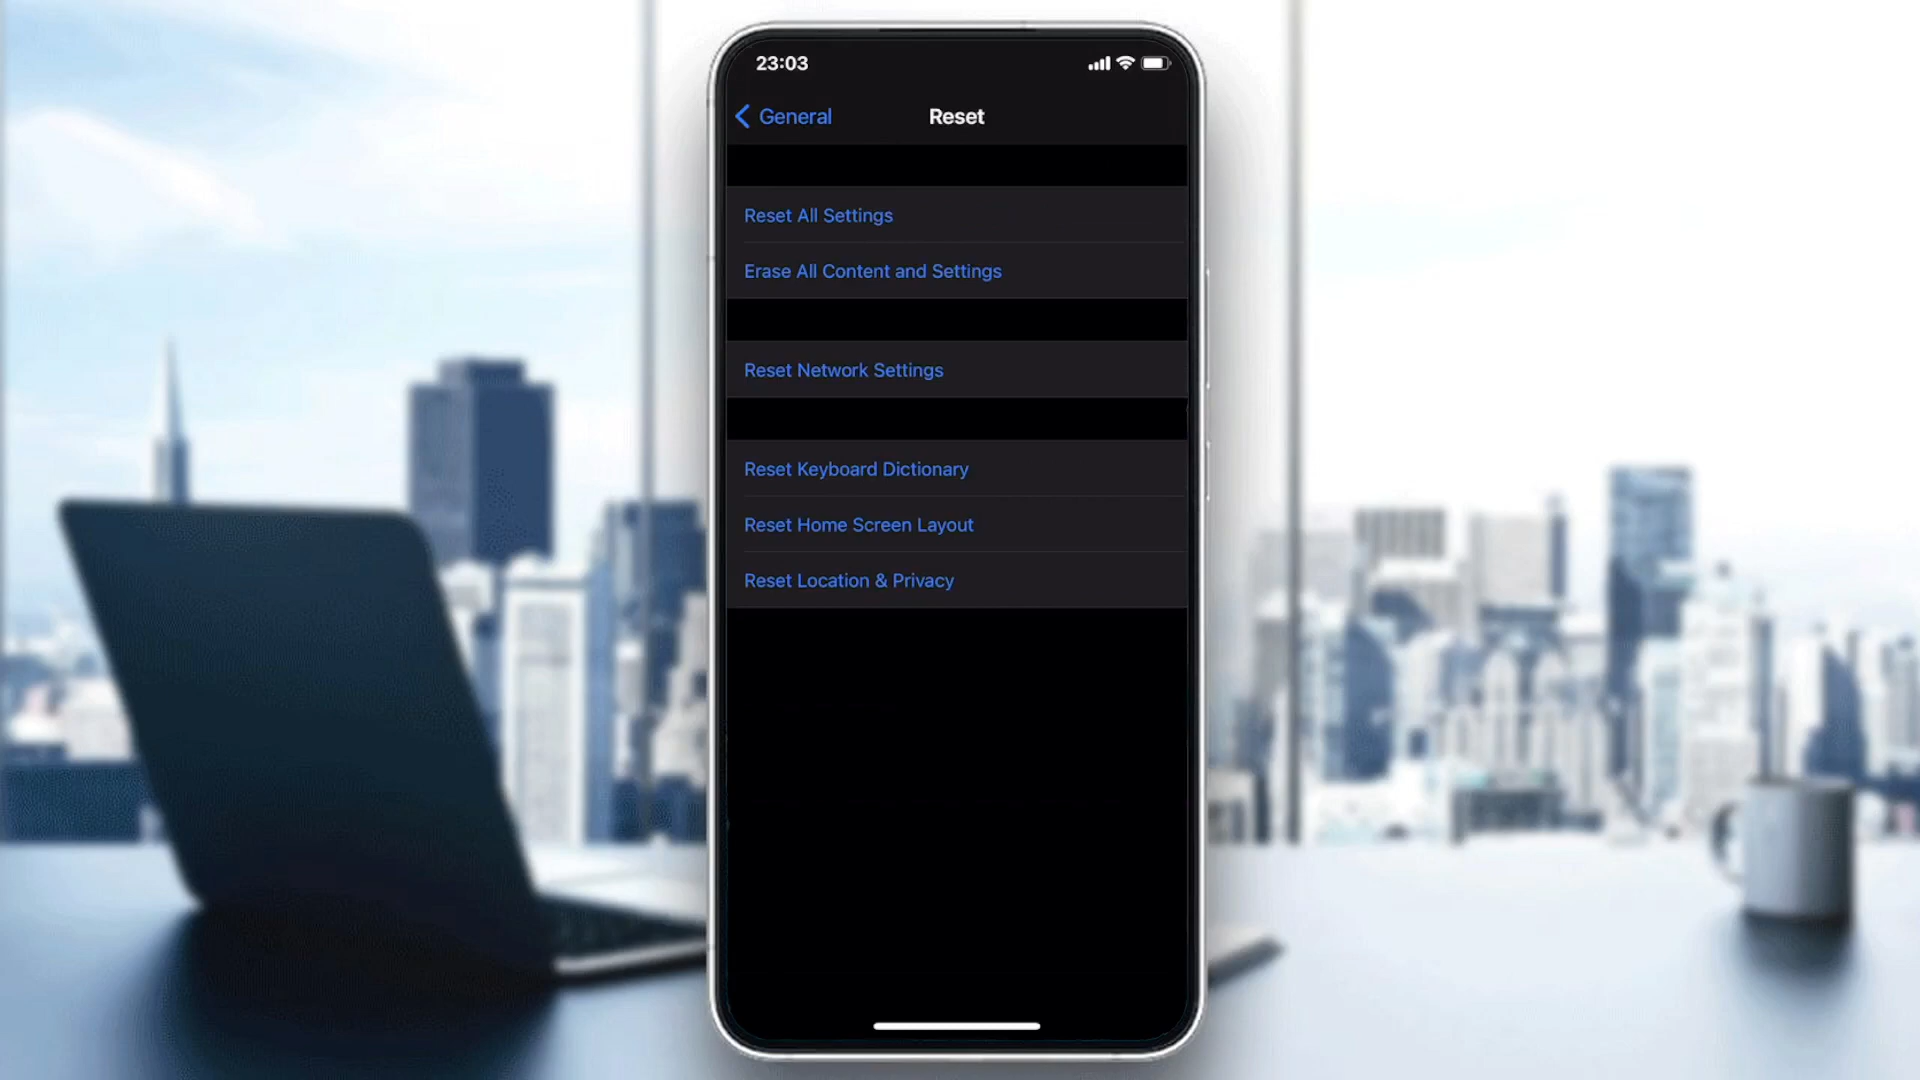 23:03
General
Reset
Reset All Settings
Erase All Content and Settings
Reset Network Settings
Reset Keyboard Dictionary
Reset Home Screen Layout
Reset Location & Privacy